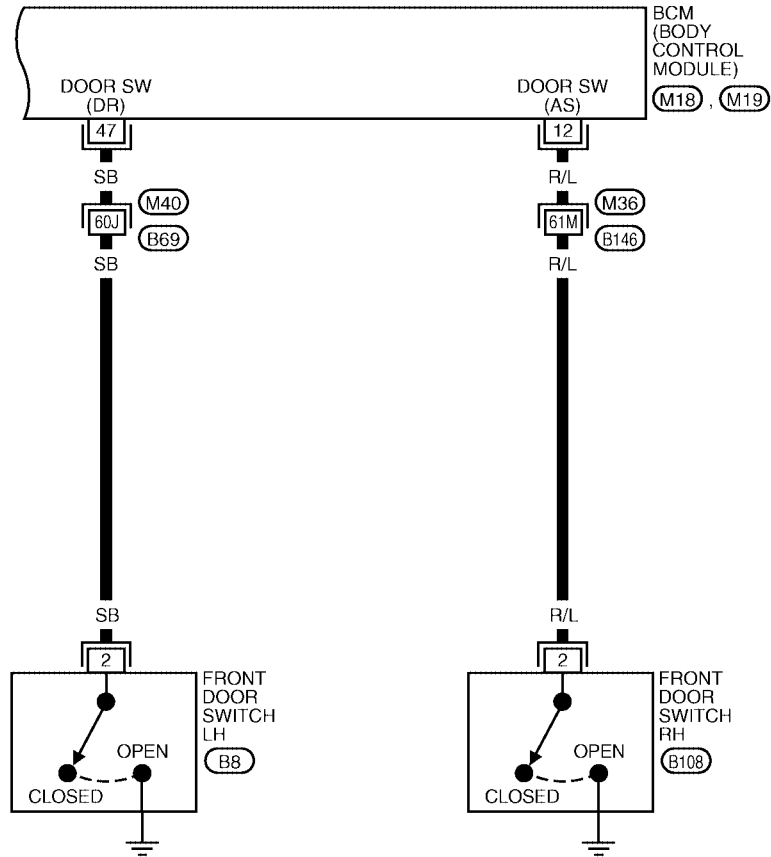 BCM
(BODY
CONTROL
MODULE)
M18 , M19
DOOR SW
(DR)
47
DOOR SW
(AS)
12
SB
R/L
M40
60J
B69
M36
61M
B146
SB
R/L
SB
R/L
2
2
FRONT
DOOR
SWITCH
LH
B8
OPEN
CLOSED
FRONT
DOOR
SWITCH
RH
B108
OPEN
CLOSED